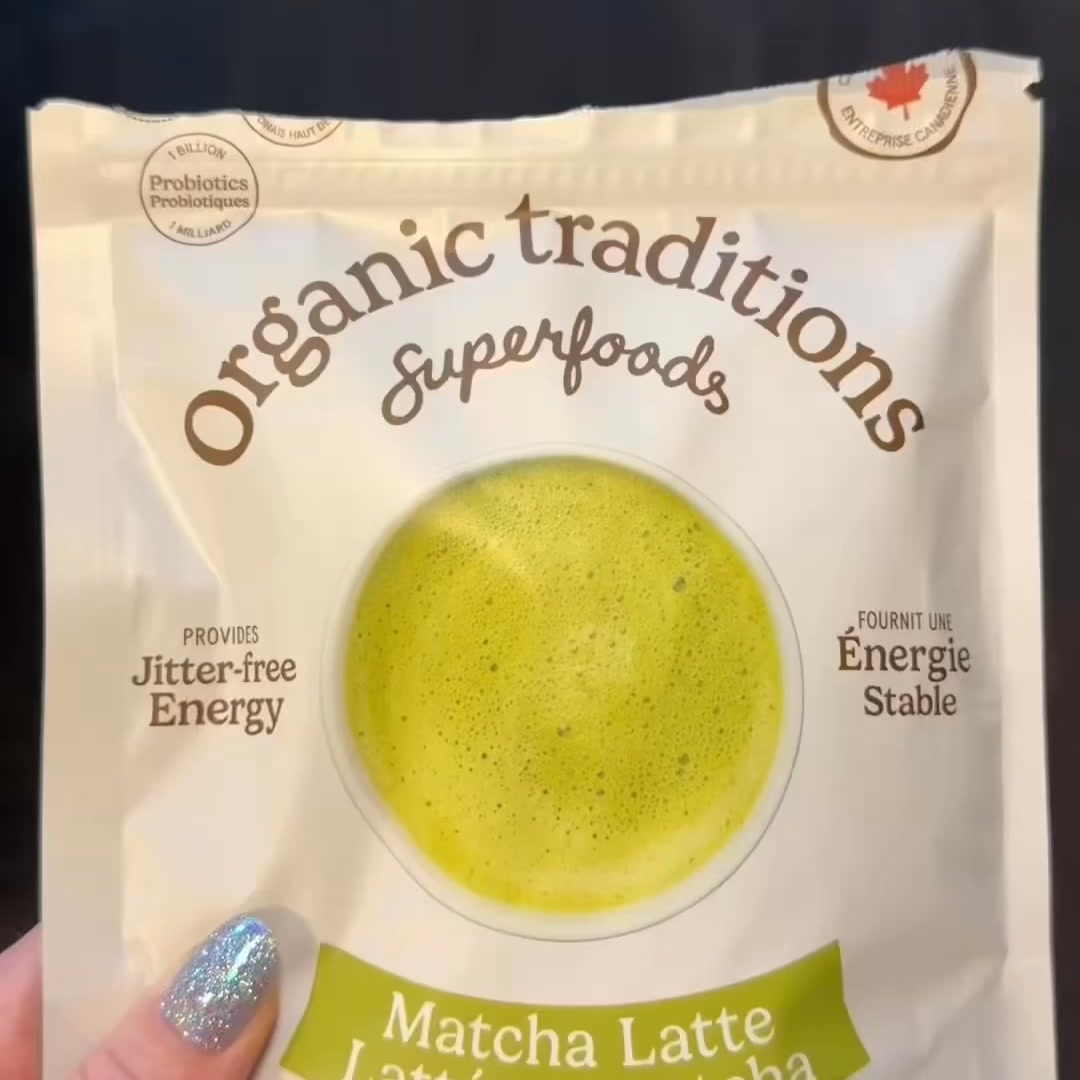 ENTREPRISE CANADIENNE
1 BILLION
Probiotics
Probiotiques
1 MILLIARD
Organic traditions
Superfoods
PROVIDES
Jitter-free
Energy
FOURNIT UNE
Énergie
Stable
Matcha Latte